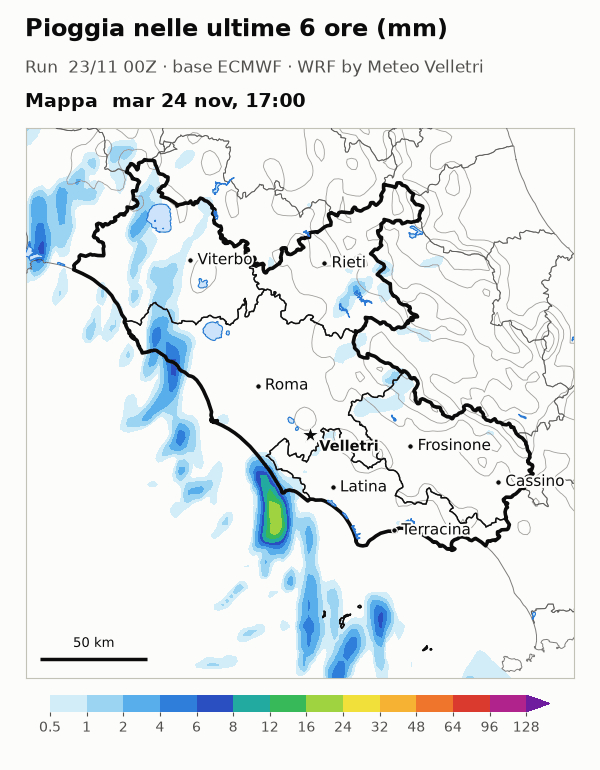 Pioggia nelle ultime 6 ore (mm)
Run  23/11 00Z · base ECMWF · WRF by Meteo Velletri
Mappa  mar 24 nov, 17:00
Viterbo
Rieti
Roma
Velletri
Frosinone
Latina
Cassino
Terracina
50 km
0.5 1 2 4 6 8 12 16 24 32 48 64 96 128